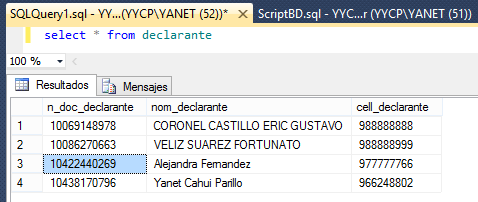 SQLQuery1.sql - YY...(YYCP\YANET (52))* ScriptBD.sql - YYC...r (YYCP\YANET (51))
select * from declarante
100 %
Resultados Mensajes
n_doc_declarante nom_declarante cell_declarante
1 10069148978 CORONEL CASTILLO ERIC GUSTAVO 988888888
2 10086270663 VELIZ SUAREZ FORTUNATO 988888999
3 10422440269 Alejandra Fernandez 977777766
4 10438170796 Yanet Cahui Parillo 966248802